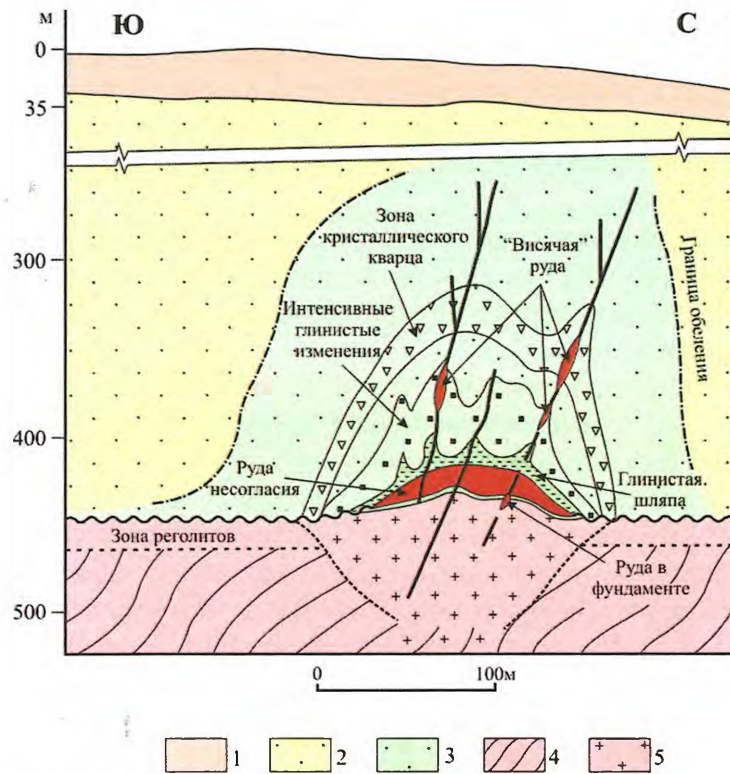 м
Ю
С
0
35
300
400
500
Зона
кристаллического
кварца
"Висячая"
руда
Граница обеления
Интенсивные
глинистые
изменения
Руда
несогласия
Глинистая
шляпа
Зона реголитов
Руда в
фундаменте
0
100м
1
2
3
4
5